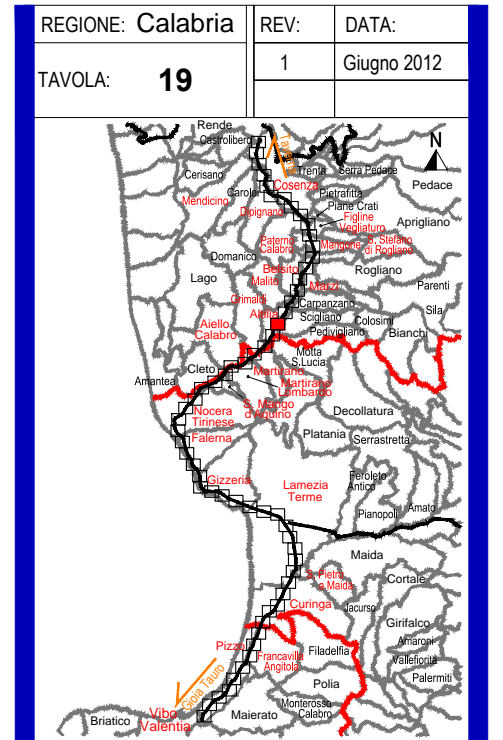 REGIONE: Calabria
REV:
DATA:
TAVOLA: 19
1
Giugno 2012
Rende
Castrolibero
Taverna
N
Trenta
Serra Pedace
Cerisano
Carolei
Cosenza
Pedace
Mendicino
Pietrafitta
Dipignano
Piane Crati
Figline
Vegliaturo
Aprigliano
Paterno
Calabro
Mangone
S. Stefano
di Rogliano
Domanico
Belsito
Rogliano
Lago
Malito
Marzi
Parenti
Grimaldi
Carpanzano
Sila
Altilia
Scigliano
Colosimi
Aiello
Calabro
Pedivigliano
Bianchi
Motta
S.Lucia
Cleto
Martirano
Amantea
Martirano
Lombardo
S. Mango
d'Aquino
Nocera
Tirinese
Decollatura
Falerna
Platania
Serrastretta
Gizzeria
Lamezia
Terme
Feroleto
Antico
Pianopoli
Amato
Maida
S. Pietro
a Maida
Cortale
Curinga
Jacurso
Girifalco
Pizzo
Amaroni
Francavilla
Angitola
Filadelfia
Vallefiorita
Gioia Tauro
Polia
Palermiti
Vibo
Valentia
Monterosso
Calabro
Briatico
Maierato